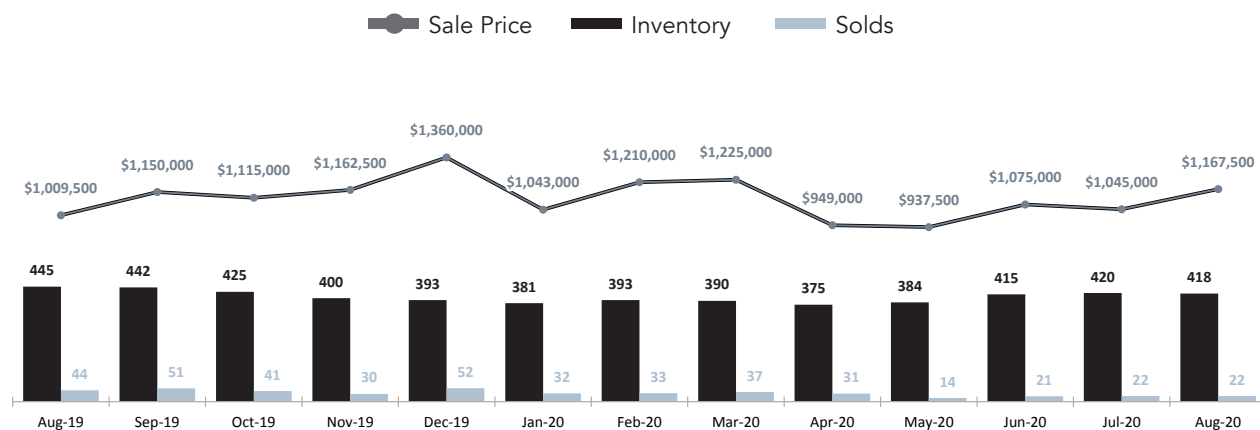 Sale Price Inventory Solds
$1,009,500 $1,150,000 $1,115,000 $1,162,500 $1,360,000 $1,043,000 $1,210,000 $1,225,000 $949,000 $937,500 $1,075,000 $1,045,000 $1,167,500
445 442 425 400 393 381 393 390 375 384 415 420 418
44 51 41 30 52 32 33 37 31 14 21 22 22
Aug-19 Sep-19 Oct-19 Nov-19 Dec-19 Jan-20 Feb-20 Mar-20 Apr-20 May-20 Jun-20 Jul-20 Aug-20